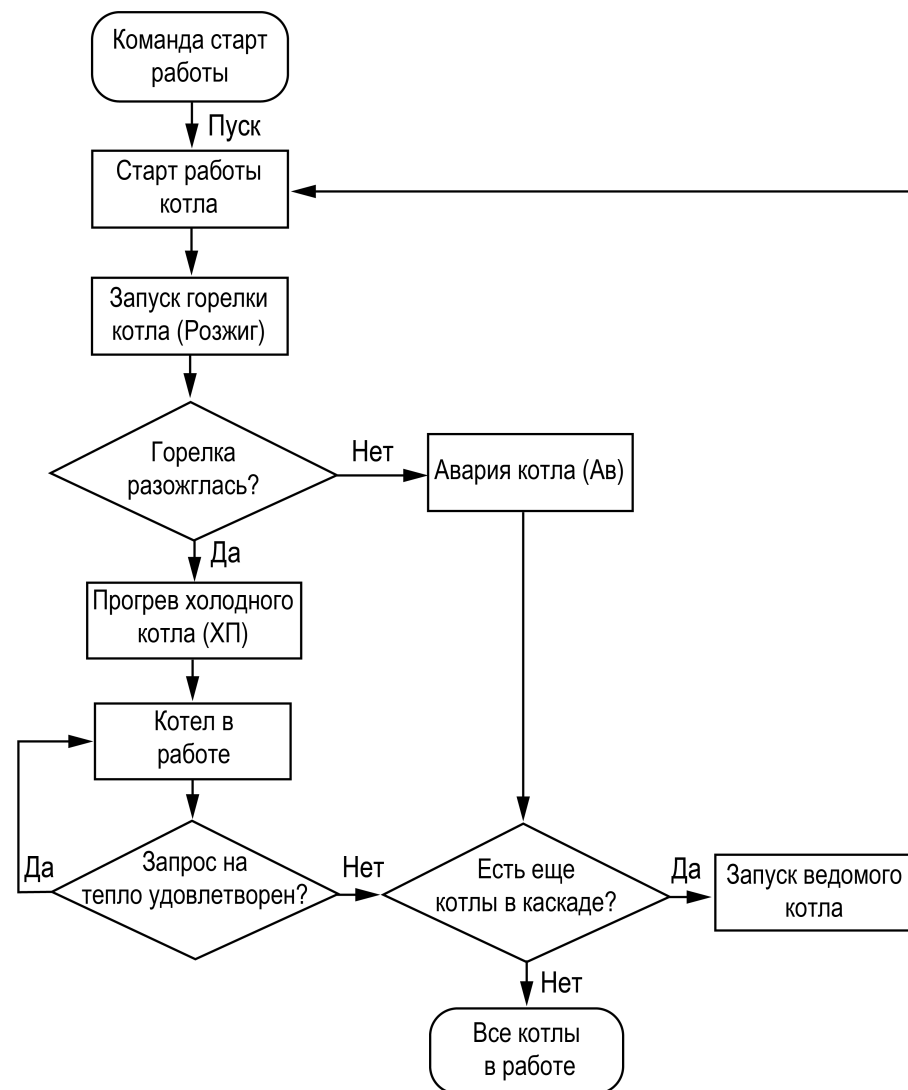 Команда старт
работы
Пуск
Старт работы
котла
Запуск горелки
котла (Розжиг)
Горелка
разожглась?
Нет
Авария котла (Ав)
Да
Прогрев холодного
котла (ХП)
Котел в
работе
Да
Запрос на
тепло удовлетворен?
Нет
Есть еще
котлы в каскаде?
Да
Запуск ведомого
котла
Нет
Все котлы
в работе